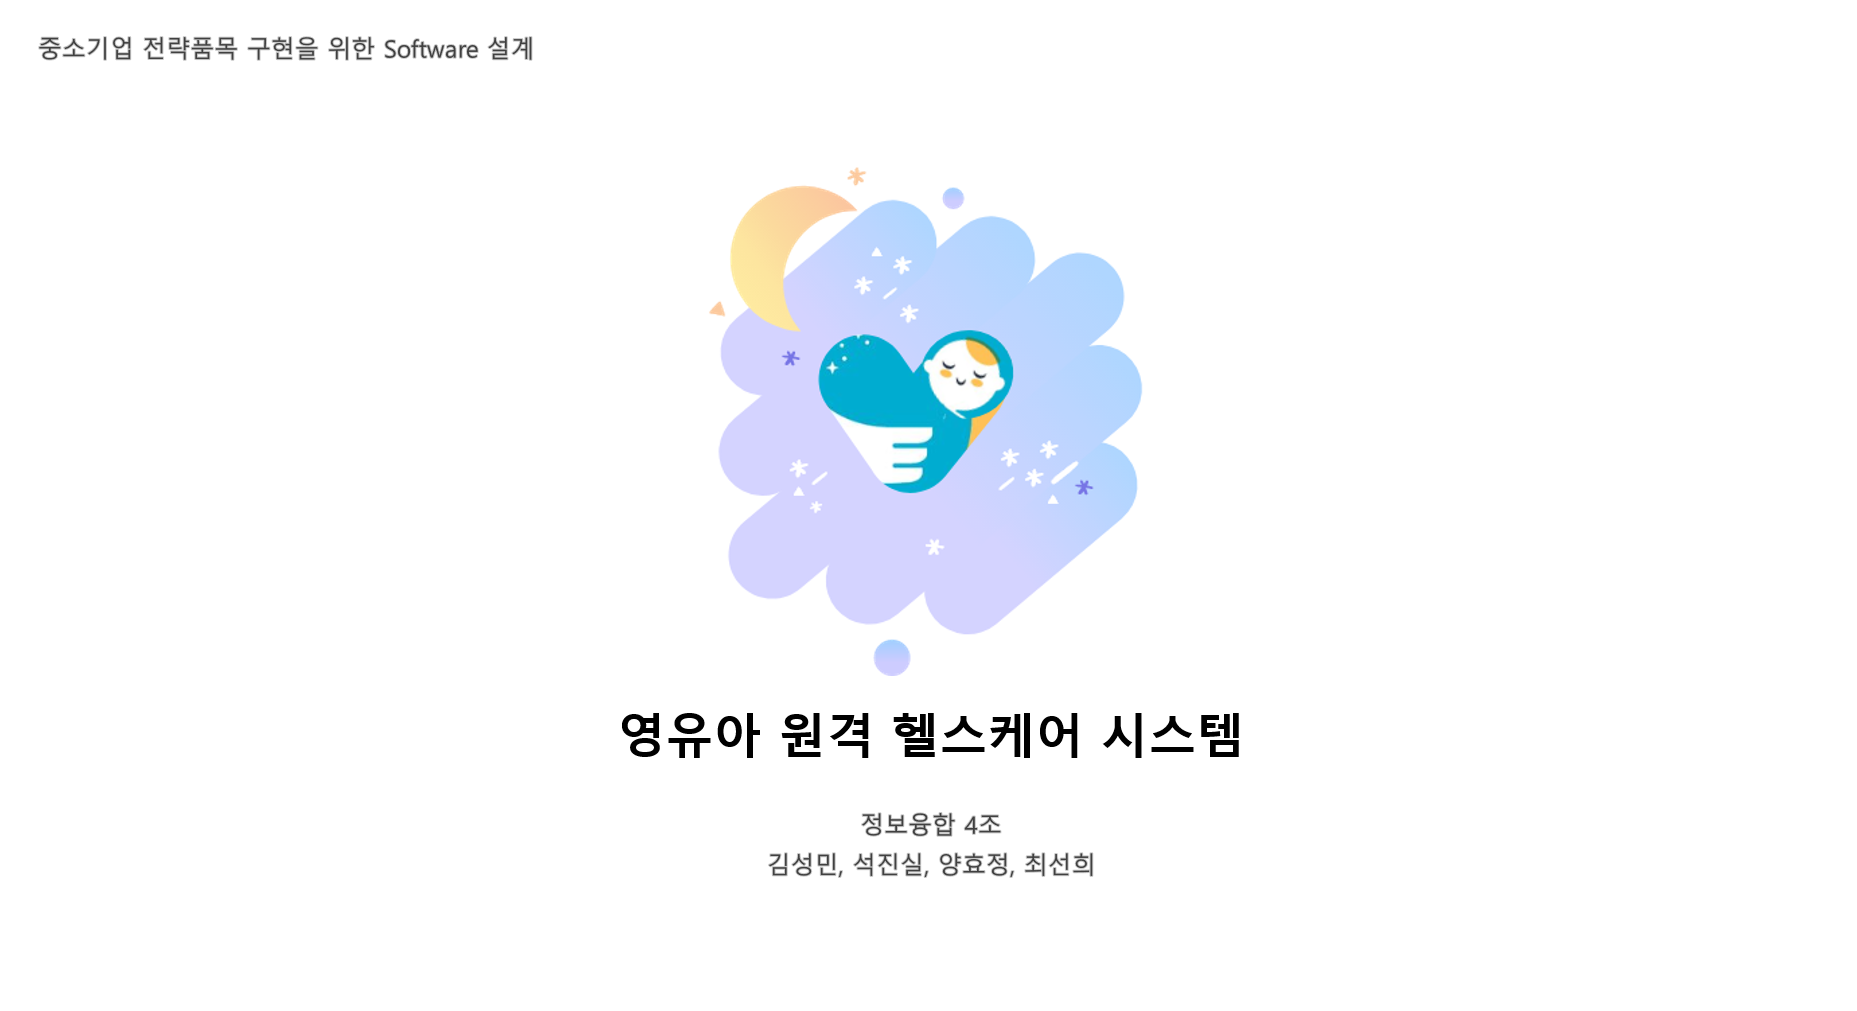 중소기업 전략품목 구현을 위한 Software 설계
영유아 원격 헬스케어 시스템
정보융합 4조
김성민, 석진실, 양효정, 최선희